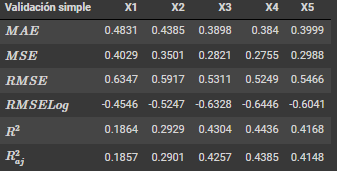 Validación simple X1 X2 X3 X4 X5
MAE 0.4831 0.4385 0.3898 0.384 0.3999
MSE 0.4029 0.3501 0.2821 0.2755 0.2988
RMSE 0.6347 0.5917 0.5311 0.5249 0.5466
RMSELog -0.4546 -0.5247 -0.6328 -0.6446 -0.6041
R² 0.1864 0.2929 0.4304 0.4436 0.4168
R²aj 0.1857 0.2901 0.4257 0.4385 0.4148